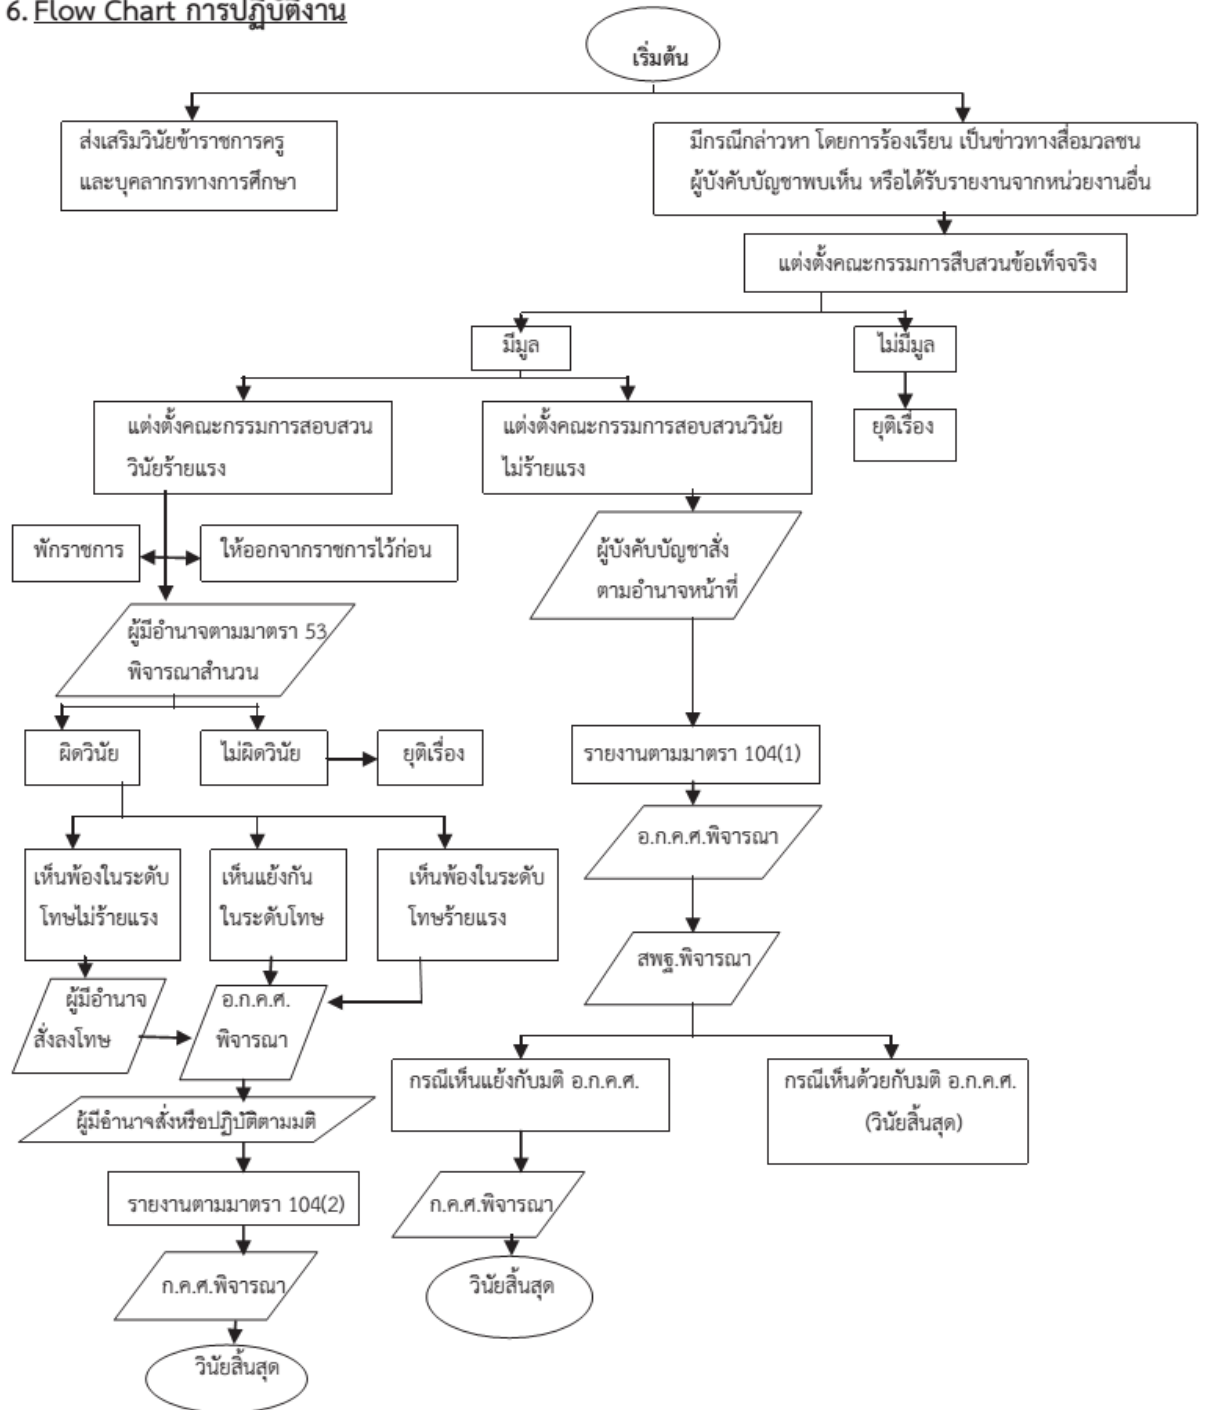 6. Flow Chart การปฏิบัติงาน
เริ่มต้น
ส่งเสริมวินัยข้าราชการครู
และบุคลากรทางการศึกษา
มีกรณีกล่าวหา โดยการร้องเรียน เป็นข่าวทางสื่อมวลชน
ผู้บังคับบัญชาพบเห็น หรือได้รับรายงานจากหน่วยงานอื่น
แต่งตั้งคณะกรรมการสืบสวนข้อเท็จจริง
มีมูล
ไม่มีมูล
แต่งตั้งคณะกรรมการสอบสวน
วินัยร้ายแรง
แต่งตั้งคณะกรรมการสอบสวนวินัย
ไม่ร้ายแรง
ยุติเรื่อง
พักราชการ
ให้ออกจากราชการไว้ก่อน
ผู้บังคับบัญชาสั่ง
ตามอำนาจหน้าที่
ผู้มีอำนาจตามมาตรา 53
พิจารณาสำนวน
ผิดวินัย
ไม่ผิดวินัย
ยุติเรื่อง
รายงานตามมาตรา 104(1)
อ.ก.ค.ศ.พิจารณา
เห็นพ้องในระดับ
โทษไม่ร้ายแรง
เห็นแย้งกัน
ในระดับโทษ
เห็นพ้องในระดับ
โทษร้ายแรง
สพฐ.พิจารณา
ผู้มีอำนาจ
สั่งลงโทษ
อ.ก.ค.ศ.
พิจารณา
กรณีเห็นแย้งกับมติ อ.ก.ค.ศ.
กรณีเห็นด้วยกับมติ อ.ก.ค.ศ.
(วินัยสิ้นสุด)
ผู้มีอำนาจสั่งหรือปฏิบัติตามมติ
รายงานตามมาตรา 104(2)
ก.ค.ศ.พิจารณา
ก.ค.ศ.พิจารณา
วินัยสิ้นสุด
วินัยสิ้นสุด